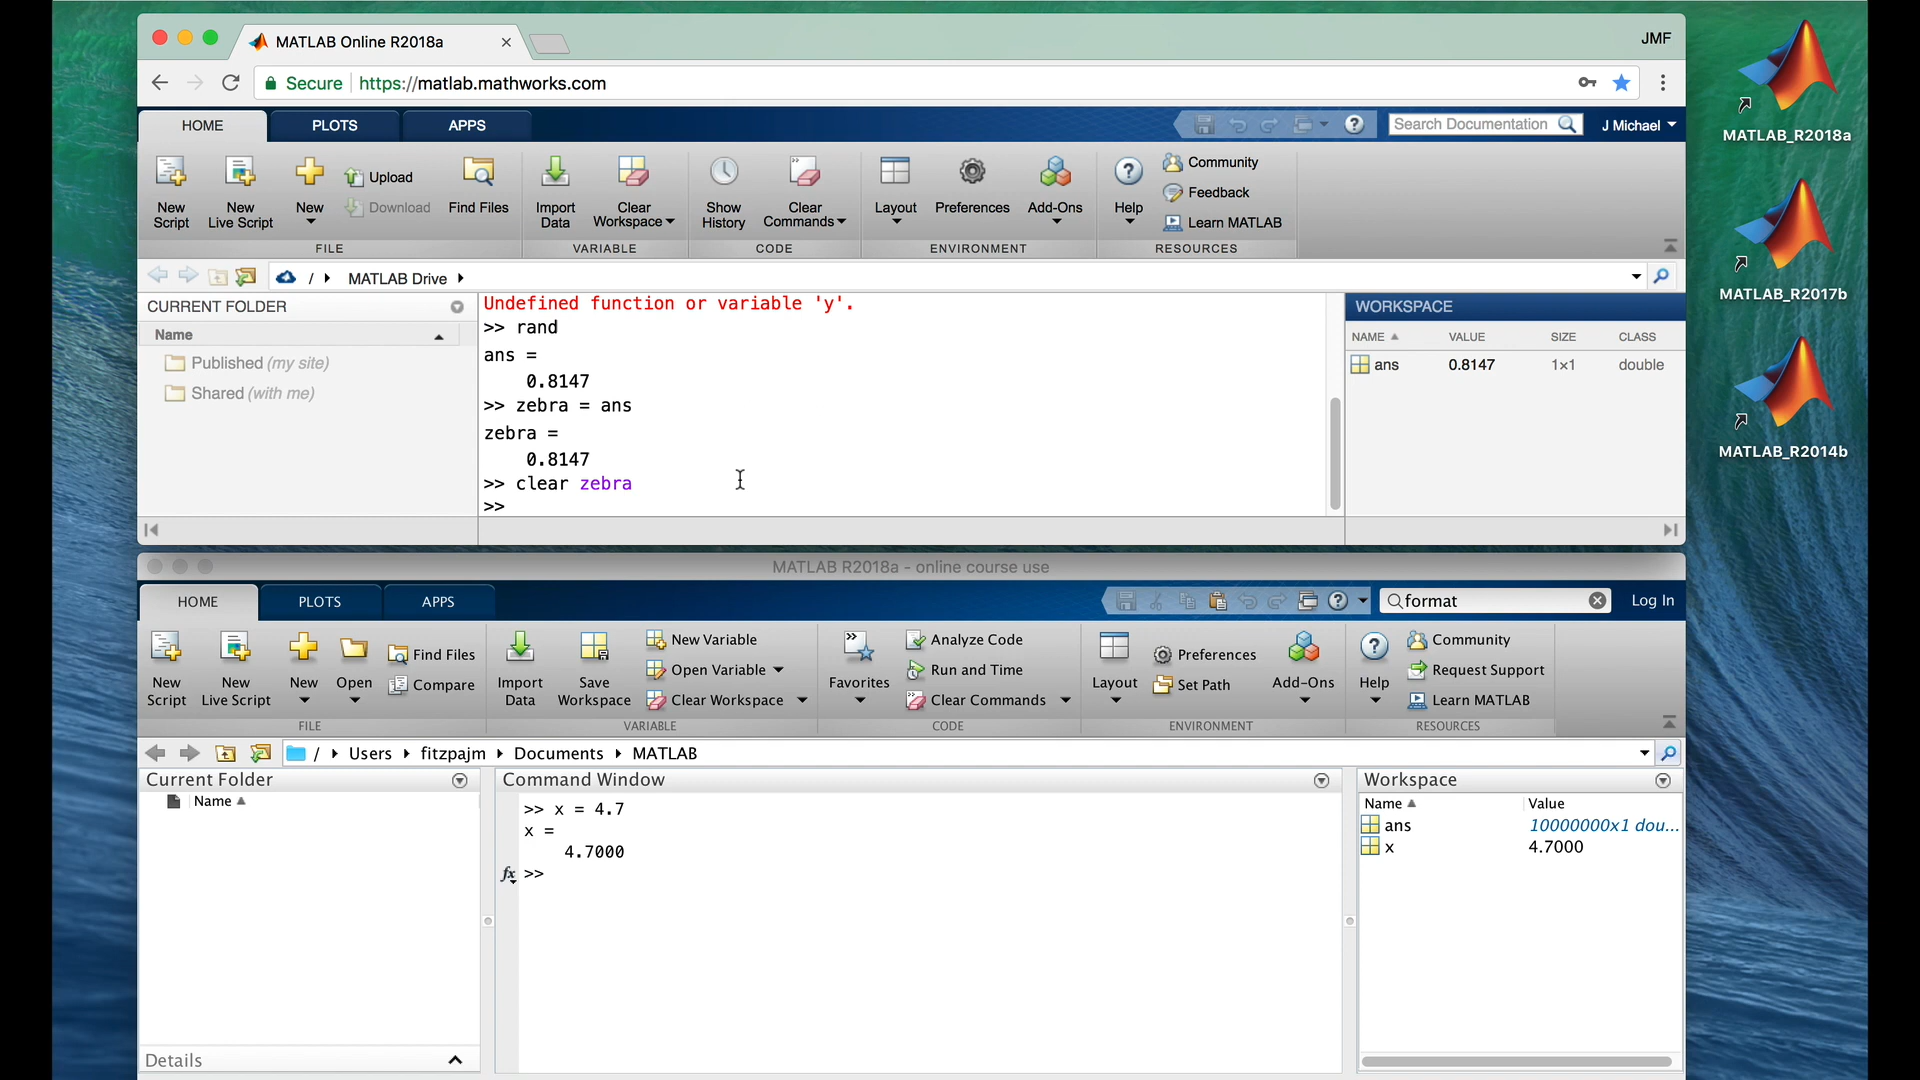 MATLAB Online R2018a
JMF
Secure https://matlab.mathworks.com
HOME PLOTS APPS
Search Documentation
J Michael
New Script
New Live Script
New
Upload
Download
Find Files
FILE
Import Data
Clear Workspace
VARIABLE
Show History
Clear Commands
CODE
Layout
Preferences
Add-Ons
ENVIRONMENT
Help
Community
Feedback
Learn MATLAB
RESOURCES
/ MATLAB Drive
CURRENT FOLDER
Name
Published (my site)
Shared (with me)
Undefined function or variable 'y'.
>> rand
ans =
0.8147
>> zebra = ans
zebra =
0.8147
>> clear zebra
>>
WORKSPACE
NAME VALUE SIZE CLASS
ans 0.8147 1×1 double
MATLAB_R2018a
MATLAB_R2017b
MATLAB_R2014b
MATLAB R2018a - online course use
HOME PLOTS APPS
format
Log In
New Script
New Live Script
New
Open
Find Files
Compare
FILE
Import Data
Save Workspace
New Variable
Open Variable
Clear Workspace
VARIABLE
Favorites
Analyze Code
Run and Time
Clear Commands
CODE
Layout
Preferences
Set Path
Add-Ons
ENVIRONMENT
Help
Community
Request Support
Learn MATLAB
RESOURCES
/ Users fitzpajm Documents MATLAB
Current Folder
Name
Details
Command Window
>> x = 4.7
x =
4.7000
fx >>
Workspace
Name Value
ans 10000000x1 dou...
x 4.7000